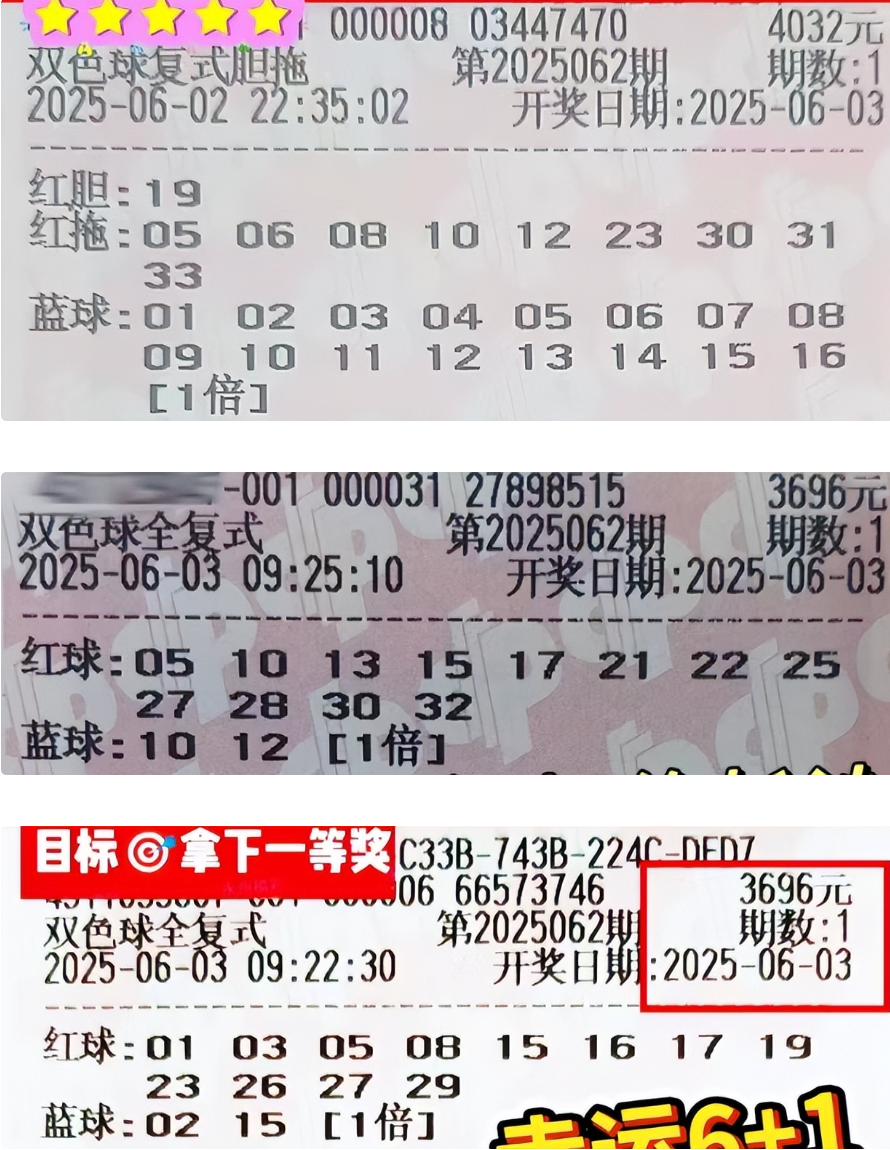 000008 03447470 4032元
双色球复式胆拖 第2025062期 期数:1
2025-06-02 22:35:02 开奖日期:2025-06-03
红胆:19
红拖:05 06 08 10 12 23 30 31
33
蓝球:01 02 03 04 05 06 07 08
09 10 11 12 13 14 15 16
[1倍]
-001 000031 27898515 3696元
双色球全复式 第2025062期 期数:1
2025-06-03 09:25:10 开奖日期:2025-06-03
红球:05 10 13 15 17 21 22 25
27 28 30 32
蓝球:10 12 [1倍]
目标 拿下一等奖 C33B-743B-224C-DED7
06 66573746 3696元
双色球全复式 第2025062期 期数:1
2025-06-03 09:22:30 开奖日期:2025-06-03
红球:01 03 05 08 15 16 17 19
23 26 27 29
蓝球:02 15 [1倍]
幸运6+1